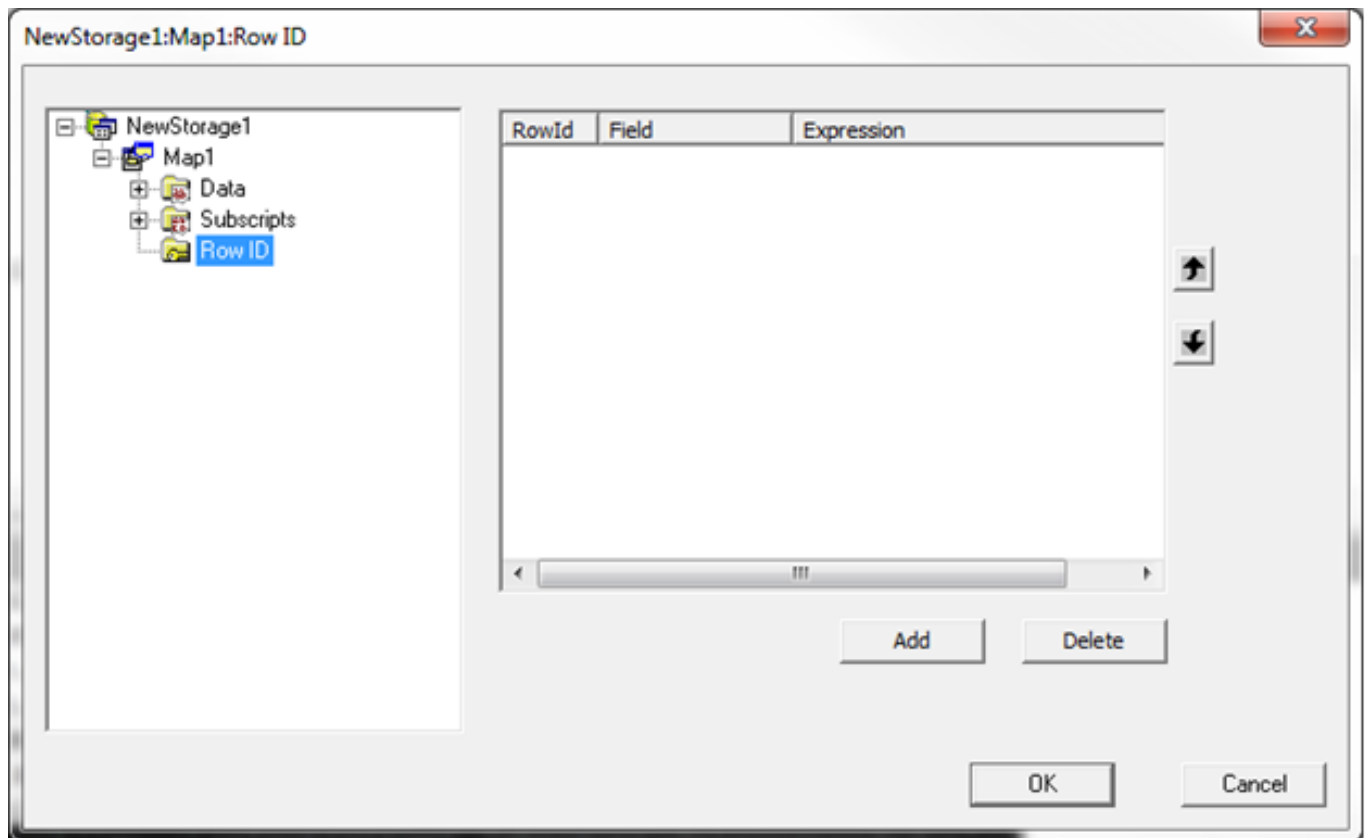 NewStorage1:Map1:Row ID
NewStorage1
Map1
Data
Subscripts
Row ID
RowId Field Expression
Add Delete
OK Cancel